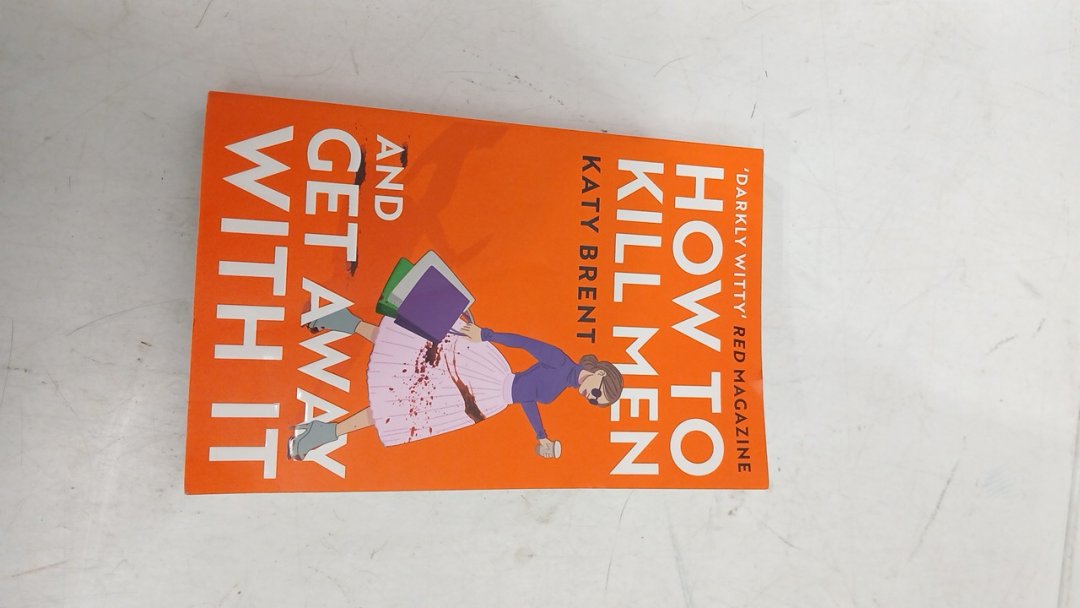 'DARKLY WITTY' RED MAGAZINE
HOW TO
KILL MEN
KATY BRENT
AND
GET AWAY
WITH IT